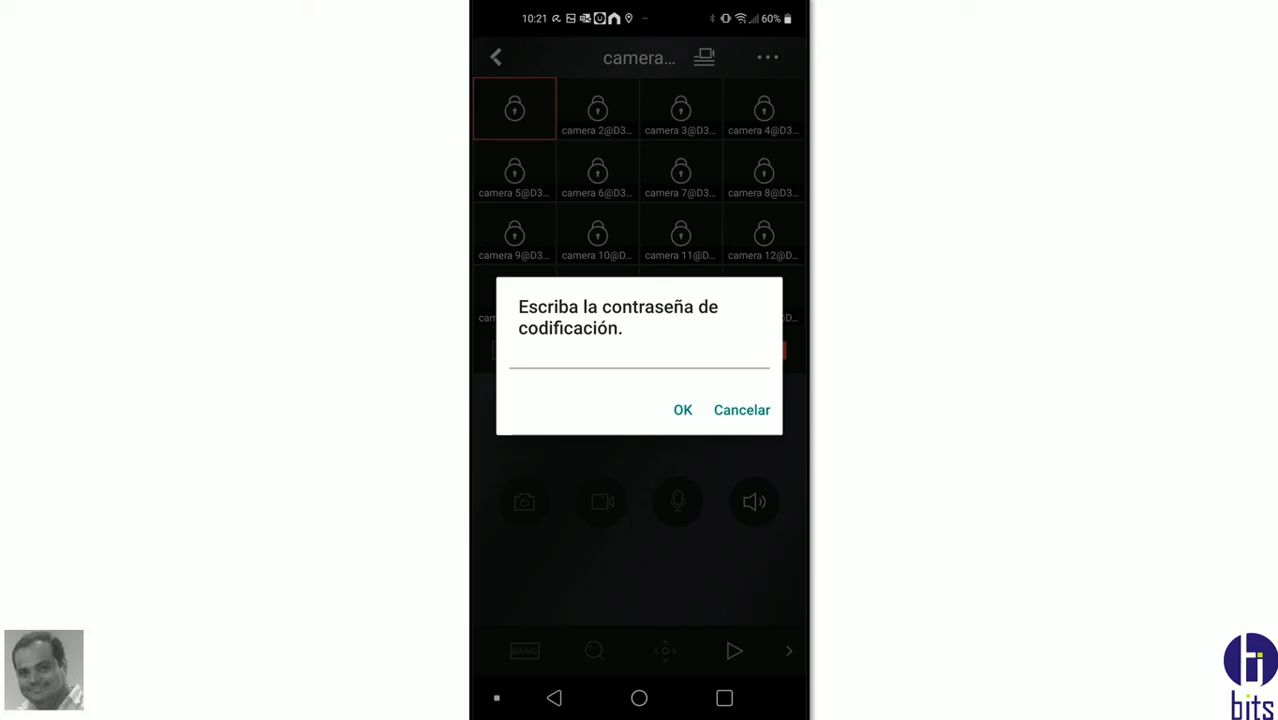 10:21
60%
camera...
camera 2@D3...
camera 3@D3...
camera 4@D3...
camera 5@D3...
camera 6@D3...
camera 7@D3...
camera 8@D3...
camera 9@D3...
camera 10@D...
camera 11@D...
camera 12@D...
Escriba la contraseña de
codificación.
OK
Cancelar
BASIC
bits